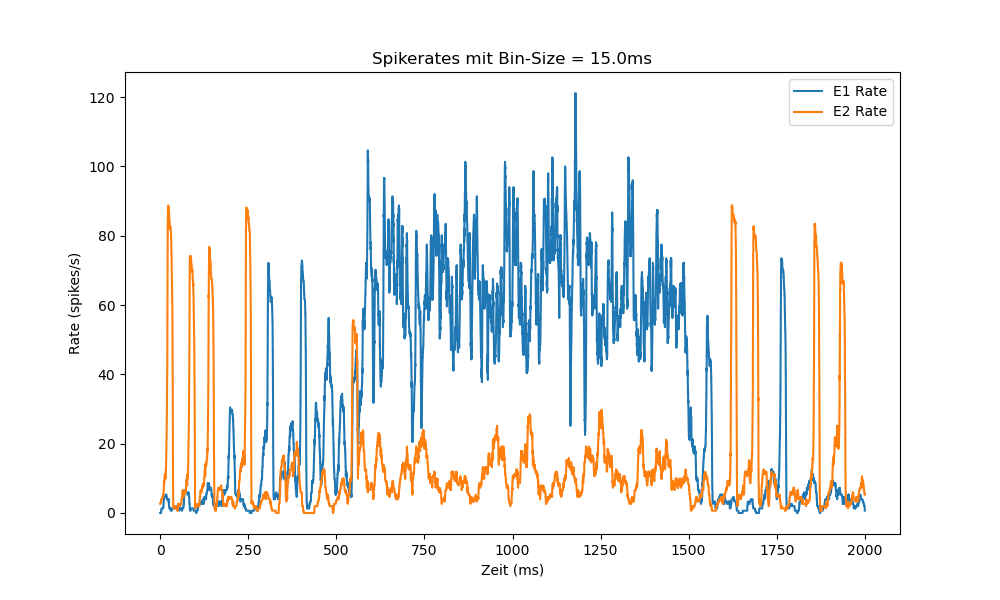 Spikerates mit Bin-Size = 15.0ms
E1 Rate
E2 Rate
120
100
80
60
40
20
0
Rate (spikes/s)
0 250 500 750 1000 1250 1500 1750 2000
Zeit (ms)